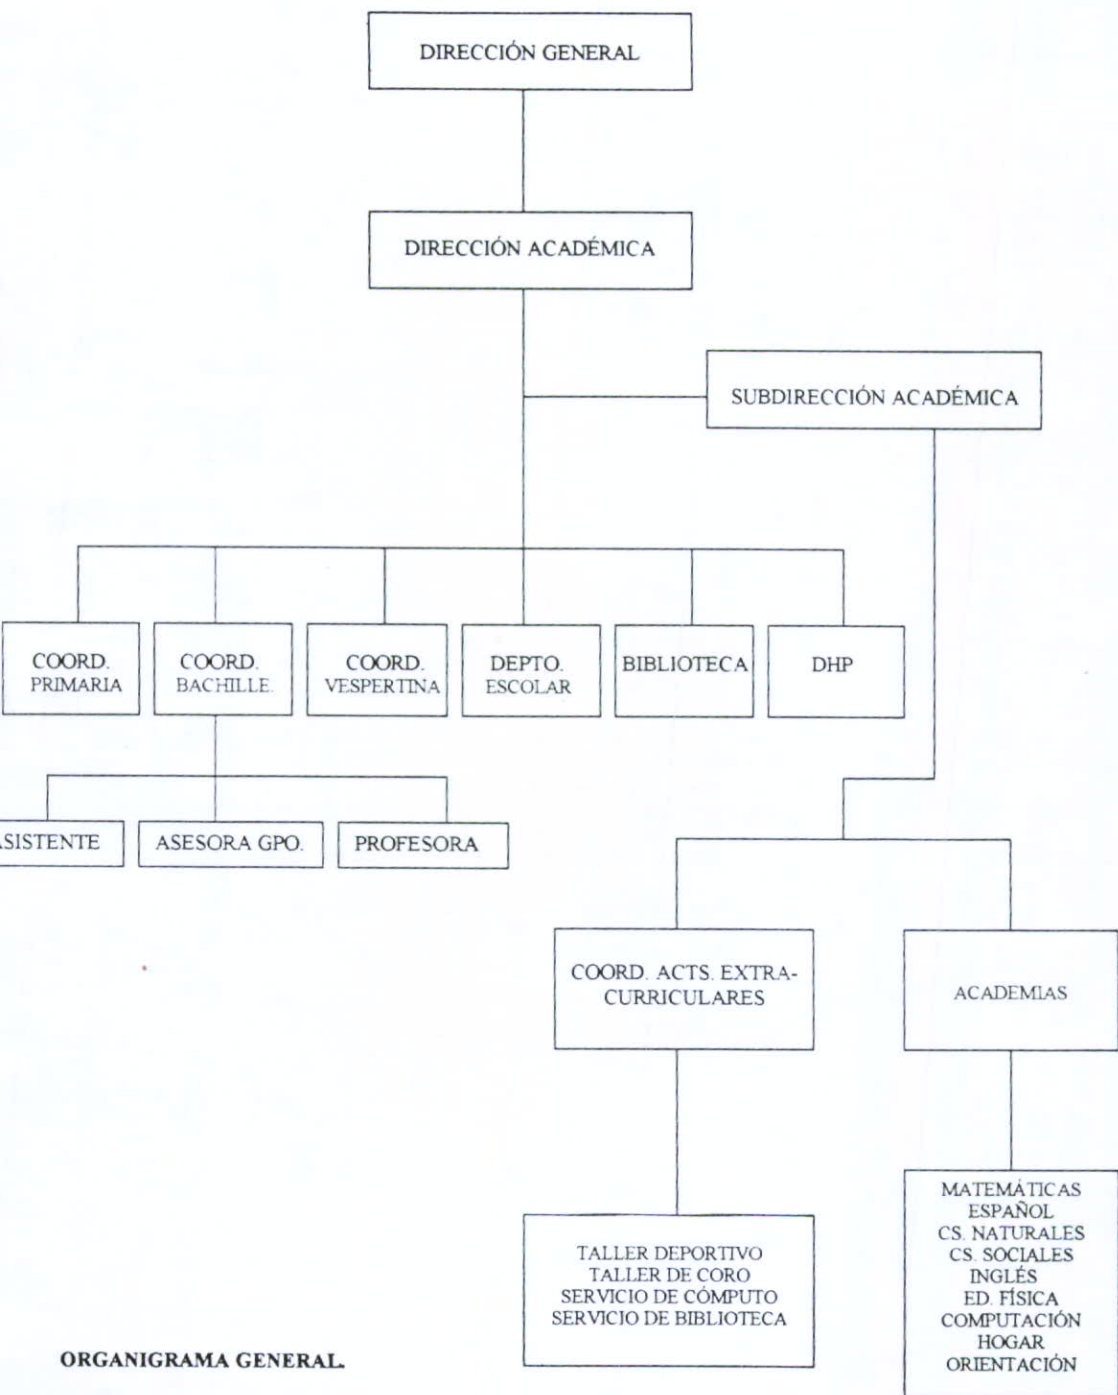 DIRECCIÓN GENERAL
DIRECCIÓN ACADÉMICA
SUBDIRECCIÓN ACADÉMICA
COORD.
PRIMARIA
COORD.
BACHILLE.
COORD.
VESPERTINA
DEPTO.
ESCOLAR
BIBLIOTECA
DHP
ASISTENTE
ASESORA GPO.
PROFESORA
COORD. ACTS. EXTRA-
CURRICULARES
ACADEMIAS
TALLER DEPORTIVO
TALLER DE CORO
SERVICIO DE CÓMPUTO
SERVICIO DE BIBLIOTECA
MATEMÁTICAS
ESPAÑOL
CS. NATURALES
CS. SOCIALES
INGLÉS
ED. FÍSICA
COMPUTACIÓN
HOGAR
ORIENTACIÓN
ORGANIGRAMA GENERAL.